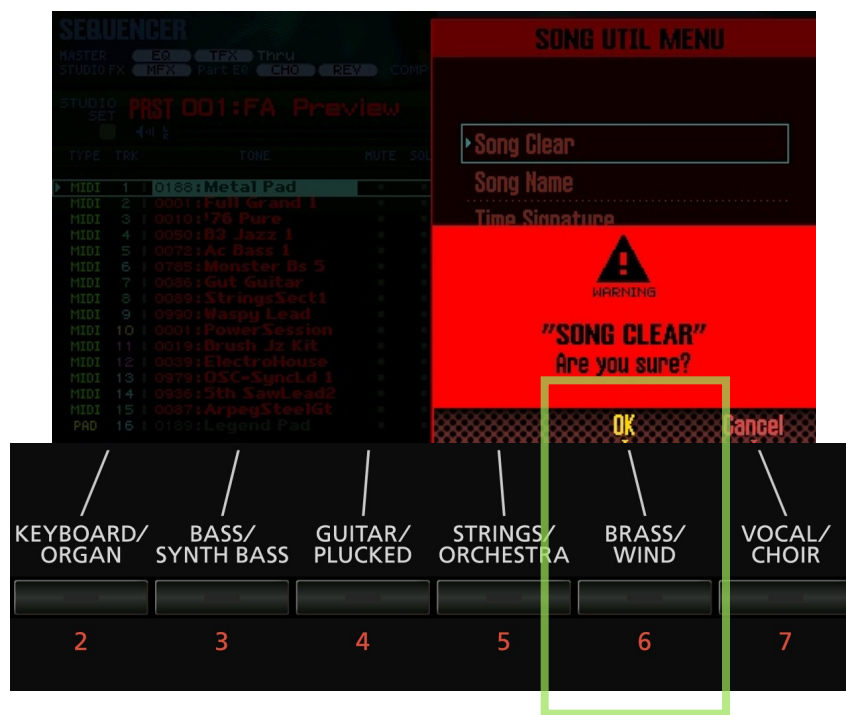 SEQUENCER
MASTER EQ TFX Thru
STUDIO FX MFX Part EQ CHO REV COMP
STUDIO SET PRST 001:FA Preview
TYPE TRK TONE MUTE SOL
MIDI 1 0188:Metal Pad
MIDI 2 0001:Full Grand 1
MIDI 3 0010:'76 Pure
MIDI 4 0050:B3 Jazz 1
MIDI 5 0072:Ac Bass 1
MIDI 6 0785:Monster Bs 5
MIDI 7 0086:Gut Guitar
MIDI 8 0089:StringsSect1
MIDI 9 0990:Waspy Lead
MIDI 10 0001:PowerSession
MIDI 11 0019:Brush Jz Kit
MIDI 12 0039:ElectroHouse
MIDI 13 0979:OSC-SyncLd 1
MIDI 14 0936:5th SawLead2
MIDI 15 0087:ArpegSteelGt
PAD 16 0189:Legend Pad
SONG UTIL MENU
Song Clear
Song Name
Time Signature
WARNING
"SONG CLEAR"
Are you sure?
OK Cancel
KEYBOARD/ BASS/ GUITAR/ STRINGS/ BRASS/ VOCAL/
ORGAN SYNTH BASS PLUCKED ORCHESTRA WIND CHOIR
2 3 4 5 6 7